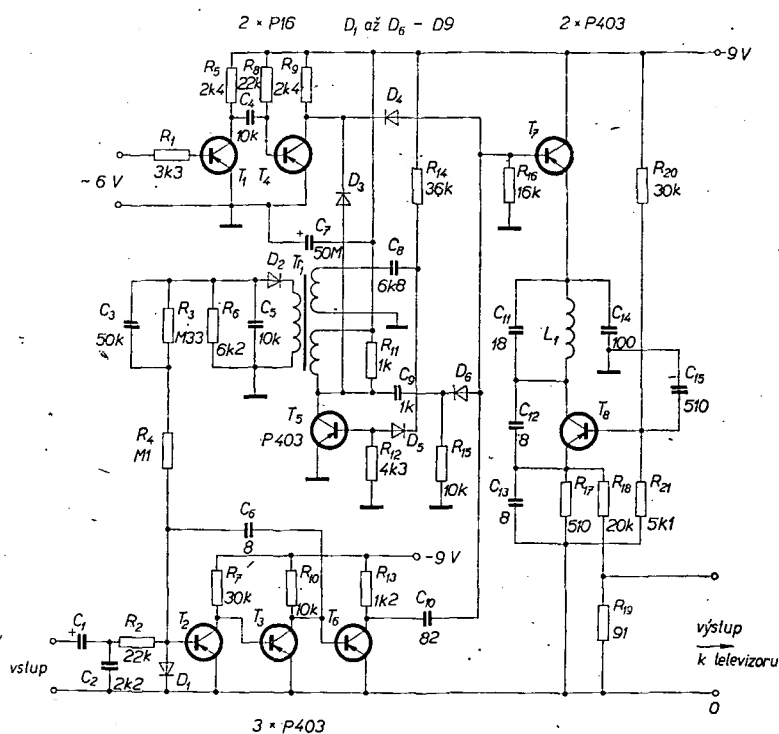 2 × P16
D₁ až D₆ - D9
2 × P403
-9 V
R₅
2k4
R₈
22k
R₉
2k4
C₄
10k
D₄
T₇
R₁
3k3
T₁
T₄
D₃
R₁₄
36k
R₁₆
16k
R₂₀
30k
~ 6 V
+
C₇
50M
D₂
Tr₁
C₈
6k8
C₃
50k
R₃
M33
R₆
6k2
C₅
10k
C₁₁
18
L₁
C₁₄
100
R₁₁
1k
C₉
1k
D₆
C₁₅
510
T₅
P403
C₁₂
8
T₈
R₄
M1
R₁₂
4k3
D₅
R₁₅
10k
C₁₃
8
R₁₇
510
R₁₈
20k
R₂₁
5k1
C₆
8
-9 V
R₇
30k
R₁₀
10k
R₁₃
1k2
C₁₀
82
R₁₉
91
C₁
+
R₂
22k
T₂
T₃
T₆
výstup
k televizoru
vstup
C₂
2k2
D₁
0
3 × P403